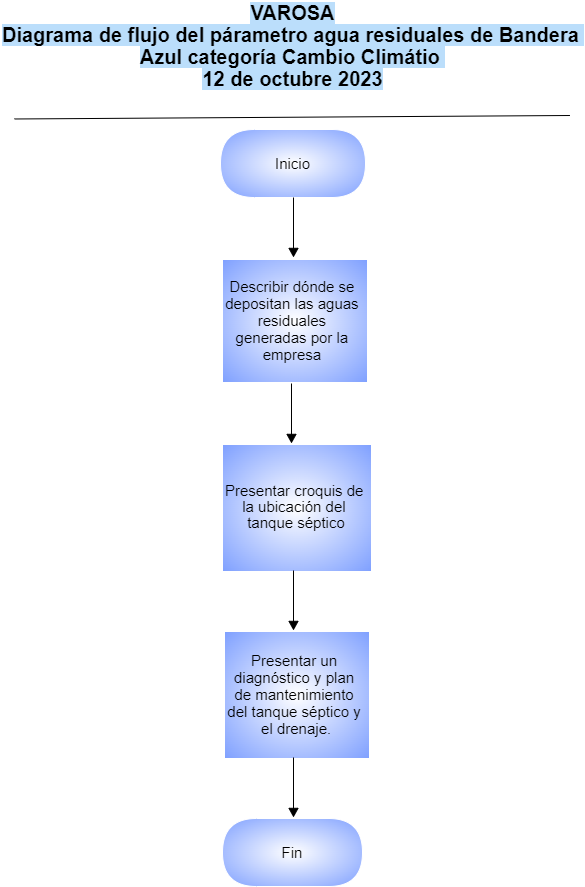 VAROSA
Diagrama de flujo del párametro agua residuales de Bandera
Azul categoría Cambio Climátio
12 de octubre 2023
Inicio
Describir dónde se
depositan las aguas
residuales
generadas por la
empresa
Presentar croquis de
la ubicación del
tanque séptico
Presentar un
diagnóstico y plan
de mantenimiento
del tanque séptico y
el drenaje.
Fin